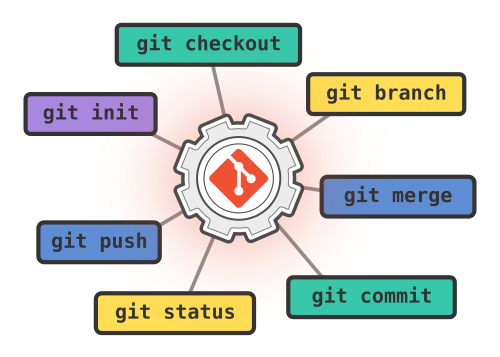 git checkout
git branch
git init
git merge
git push
git commit
git status